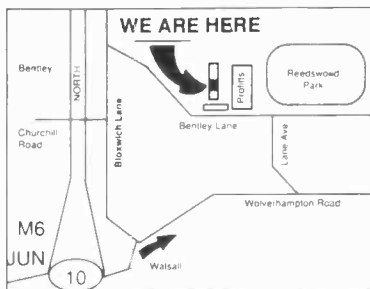 WE ARE HERE
Bentley
NORTH
Profitts
Reedswood
Park
Churchill
Road
Bloxwich Lane
Bentley Lane
Lane Ave
Wolverhampton Road
M6
JUN
10
Walsall